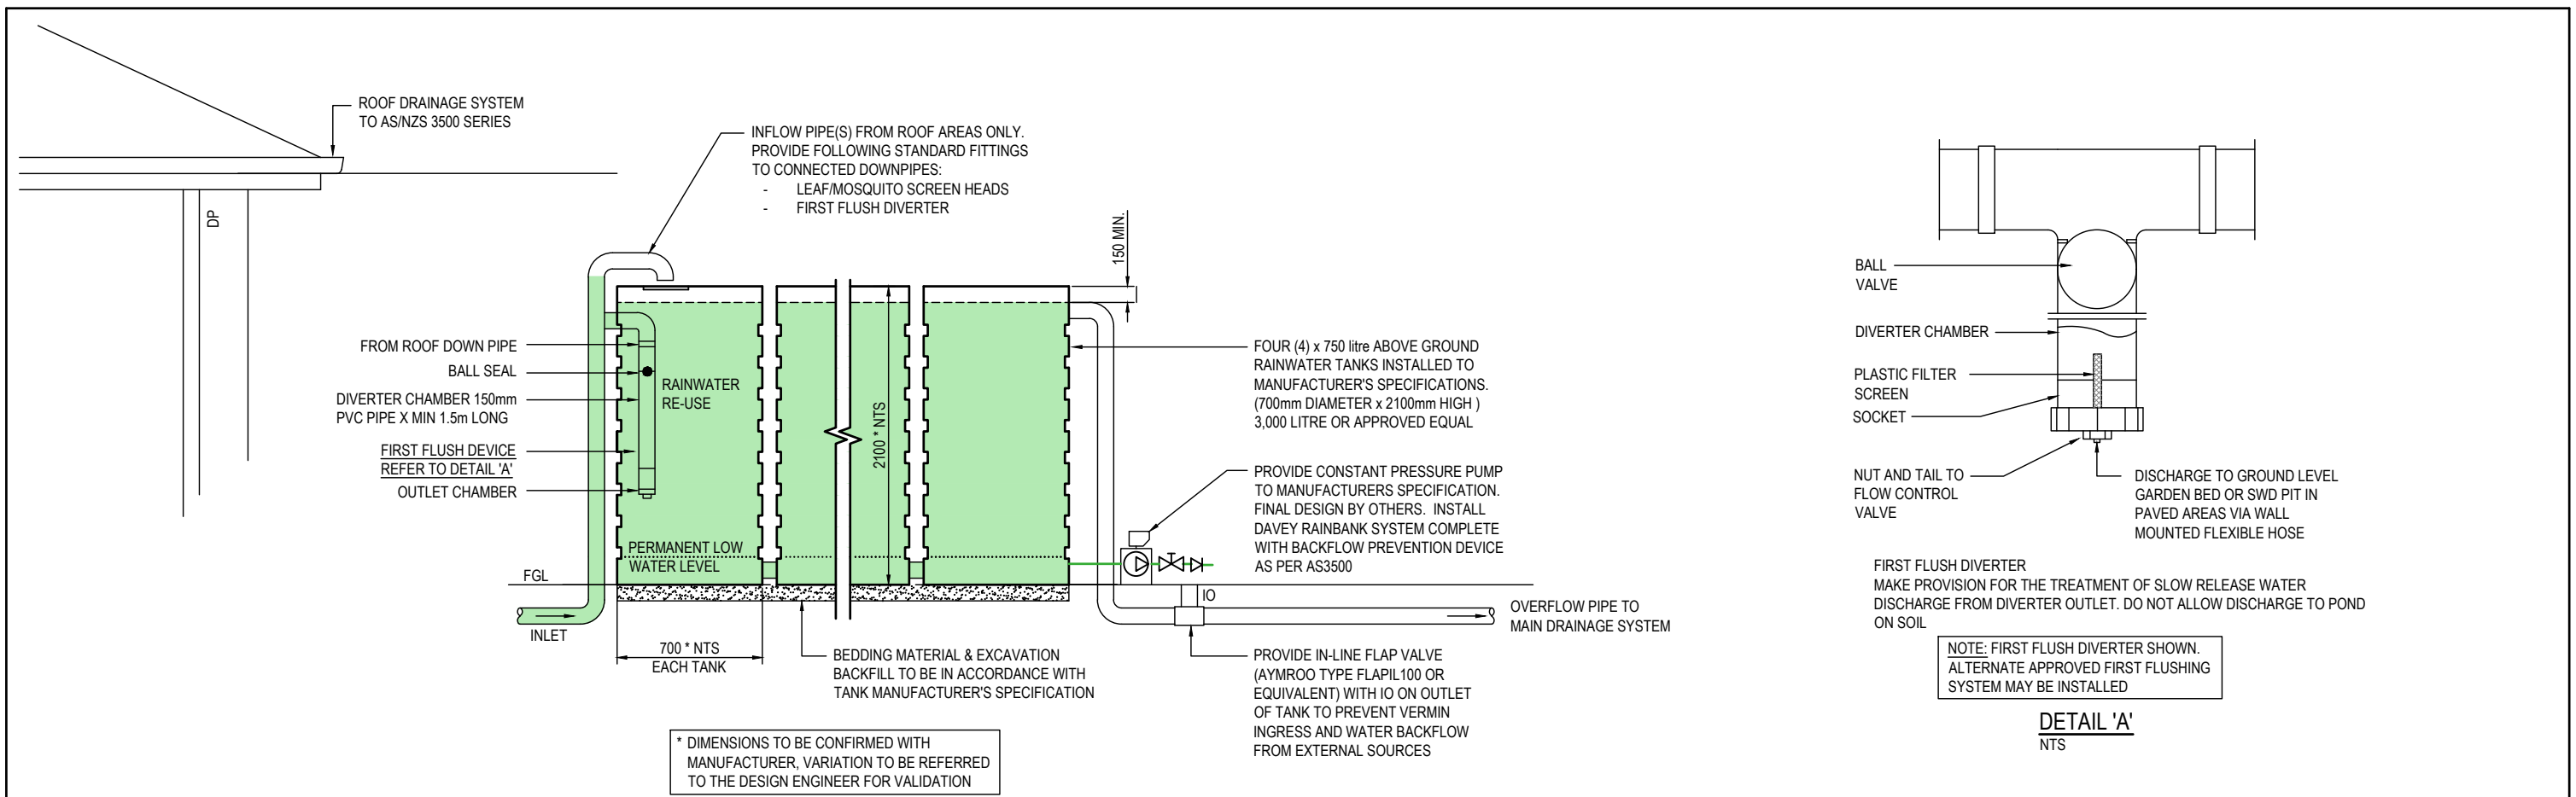 ROOF DRAINAGE SYSTEM
TO AS/NZS 3500 SERIES
DP
INFLOW PIPE(S) FROM ROOF AREAS ONLY.
PROVIDE FOLLOWING STANDARD FITTINGS
TO CONNECTED DOWNPIPES:
- LEAF/MOSQUITO SCREEN HEADS
- FIRST FLUSH DIVERTER
150 MIN.
FROM ROOF DOWN PIPE
BALL SEAL
DIVERTER CHAMBER 150mm
PVC PIPE X MIN 1.5m LONG
FIRST FLUSH DEVICE
REFER TO DETAIL 'A'
OUTLET CHAMBER
RAINWATER
RE-USE
2100 * NTS
PERMANENT LOW
WATER LEVEL
FGL
INLET
700 * NTS
EACH TANK
BEDDING MATERIAL & EXCAVATION
BACKFILL TO BE IN ACCORDANCE WITH
TANK MANUFACTURER'S SPECIFICATION
* DIMENSIONS TO BE CONFIRMED WITH
MANUFACTURER, VARIATION TO BE REFERRED
TO THE DESIGN ENGINEER FOR VALIDATION
FOUR (4) x 750 litre ABOVE GROUND
RAINWATER TANKS INSTALLED TO
MANUFACTURER'S SPECIFICATIONS.
(700mm DIAMETER x 2100mm HIGH )
3,000 LITRE OR APPROVED EQUAL
PROVIDE CONSTANT PRESSURE PUMP
TO MANUFACTURERS SPECIFICATION.
FINAL DESIGN BY OTHERS. INSTALL
DAVEY RAINBANK SYSTEM COMPLETE
WITH BACKFLOW PREVENTION DEVICE
AS PER AS3500
IO
OVERFLOW PIPE TO
MAIN DRAINAGE SYSTEM
PROVIDE IN-LINE FLAP VALVE
(AYMROO TYPE FLAPIL100 OR
EQUIVALENT) WITH IO ON OUTLET
OF TANK TO PREVENT VERMIN
INGRESS AND WATER BACKFLOW
FROM EXTERNAL SOURCES
BALL
VALVE
DIVERTER CHAMBER
PLASTIC FILTER
SCREEN
SOCKET
NUT AND TAIL TO
FLOW CONTROL
VALVE
DISCHARGE TO GROUND LEVEL
GARDEN BED OR SWD PIT IN
PAVED AREAS VIA WALL
MOUNTED FLEXIBLE HOSE
FIRST FLUSH DIVERTER
MAKE PROVISION FOR THE TREATMENT OF SLOW RELEASE WATER
DISCHARGE FROM DIVERTER OUTLET. DO NOT ALLOW DISCHARGE TO POND
ON SOIL
NOTE: FIRST FLUSH DIVERTER SHOWN.
ALTERNATE APPROVED FIRST FLUSHING
SYSTEM MAY BE INSTALLED
DETAIL 'A'
NTS